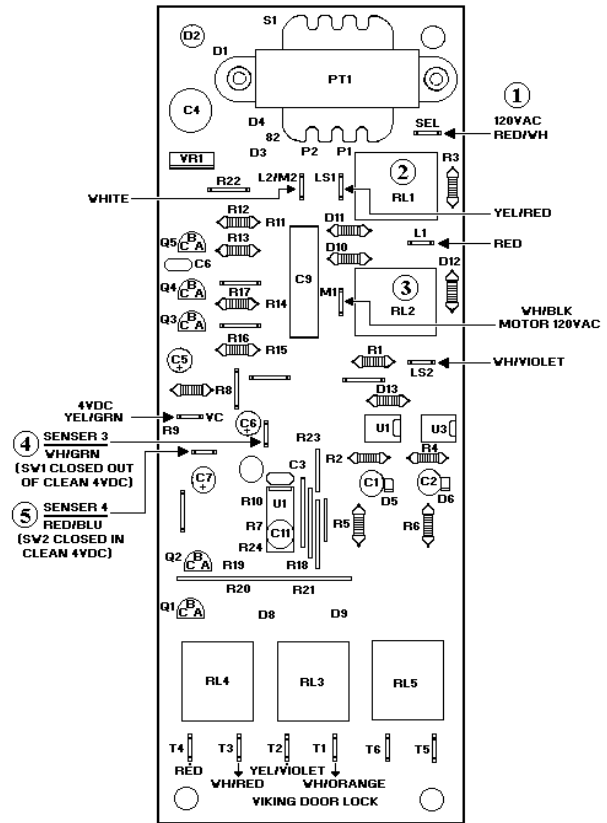 S1
D2
D1
PT1
1
C4
D4
SEL
120VAC
RED/WH
82
D3
P2
P1
VR1
R3
2
R22
L2/M2
LS1
RL1
WHITE
YEL/RED
R12
R11
D11
Q5
B
C A
R13
L1
RED
D10
C6
D12
C9
3
Q4
B
C A
R17
R14
M1
RL2
WH/BLK
MOTOR 120VAC
Q3
B
C A
R16
R15
C5
+
R1
LS2
WH/VIOLET
R8
D13
4VDC
YEL/GRN
VC
R9
C6
+
U1
U3
4
SENSER 3
WH/GRN
(SW1 CLOSED OUT
OF CLEAN 4VDC)
R23
R2
R4
5
SENSER 4
RED/BLU
(SW2 CLOSED IN
CLEAN 4VDC)
C7
+
C3
C1
D5
C2
D6
R10
U1
R7
C11
R5
R6
R24
Q2
B
C A
R19
R18
R20
R21
Q1
B
C A
D8
D9
RL4
RL3
RL5
T4
T3
T2
T1
T6
T5
RED
YEL/VIOLET
WH/RED
WH/ORANGE
VIKING DOOR LOCK